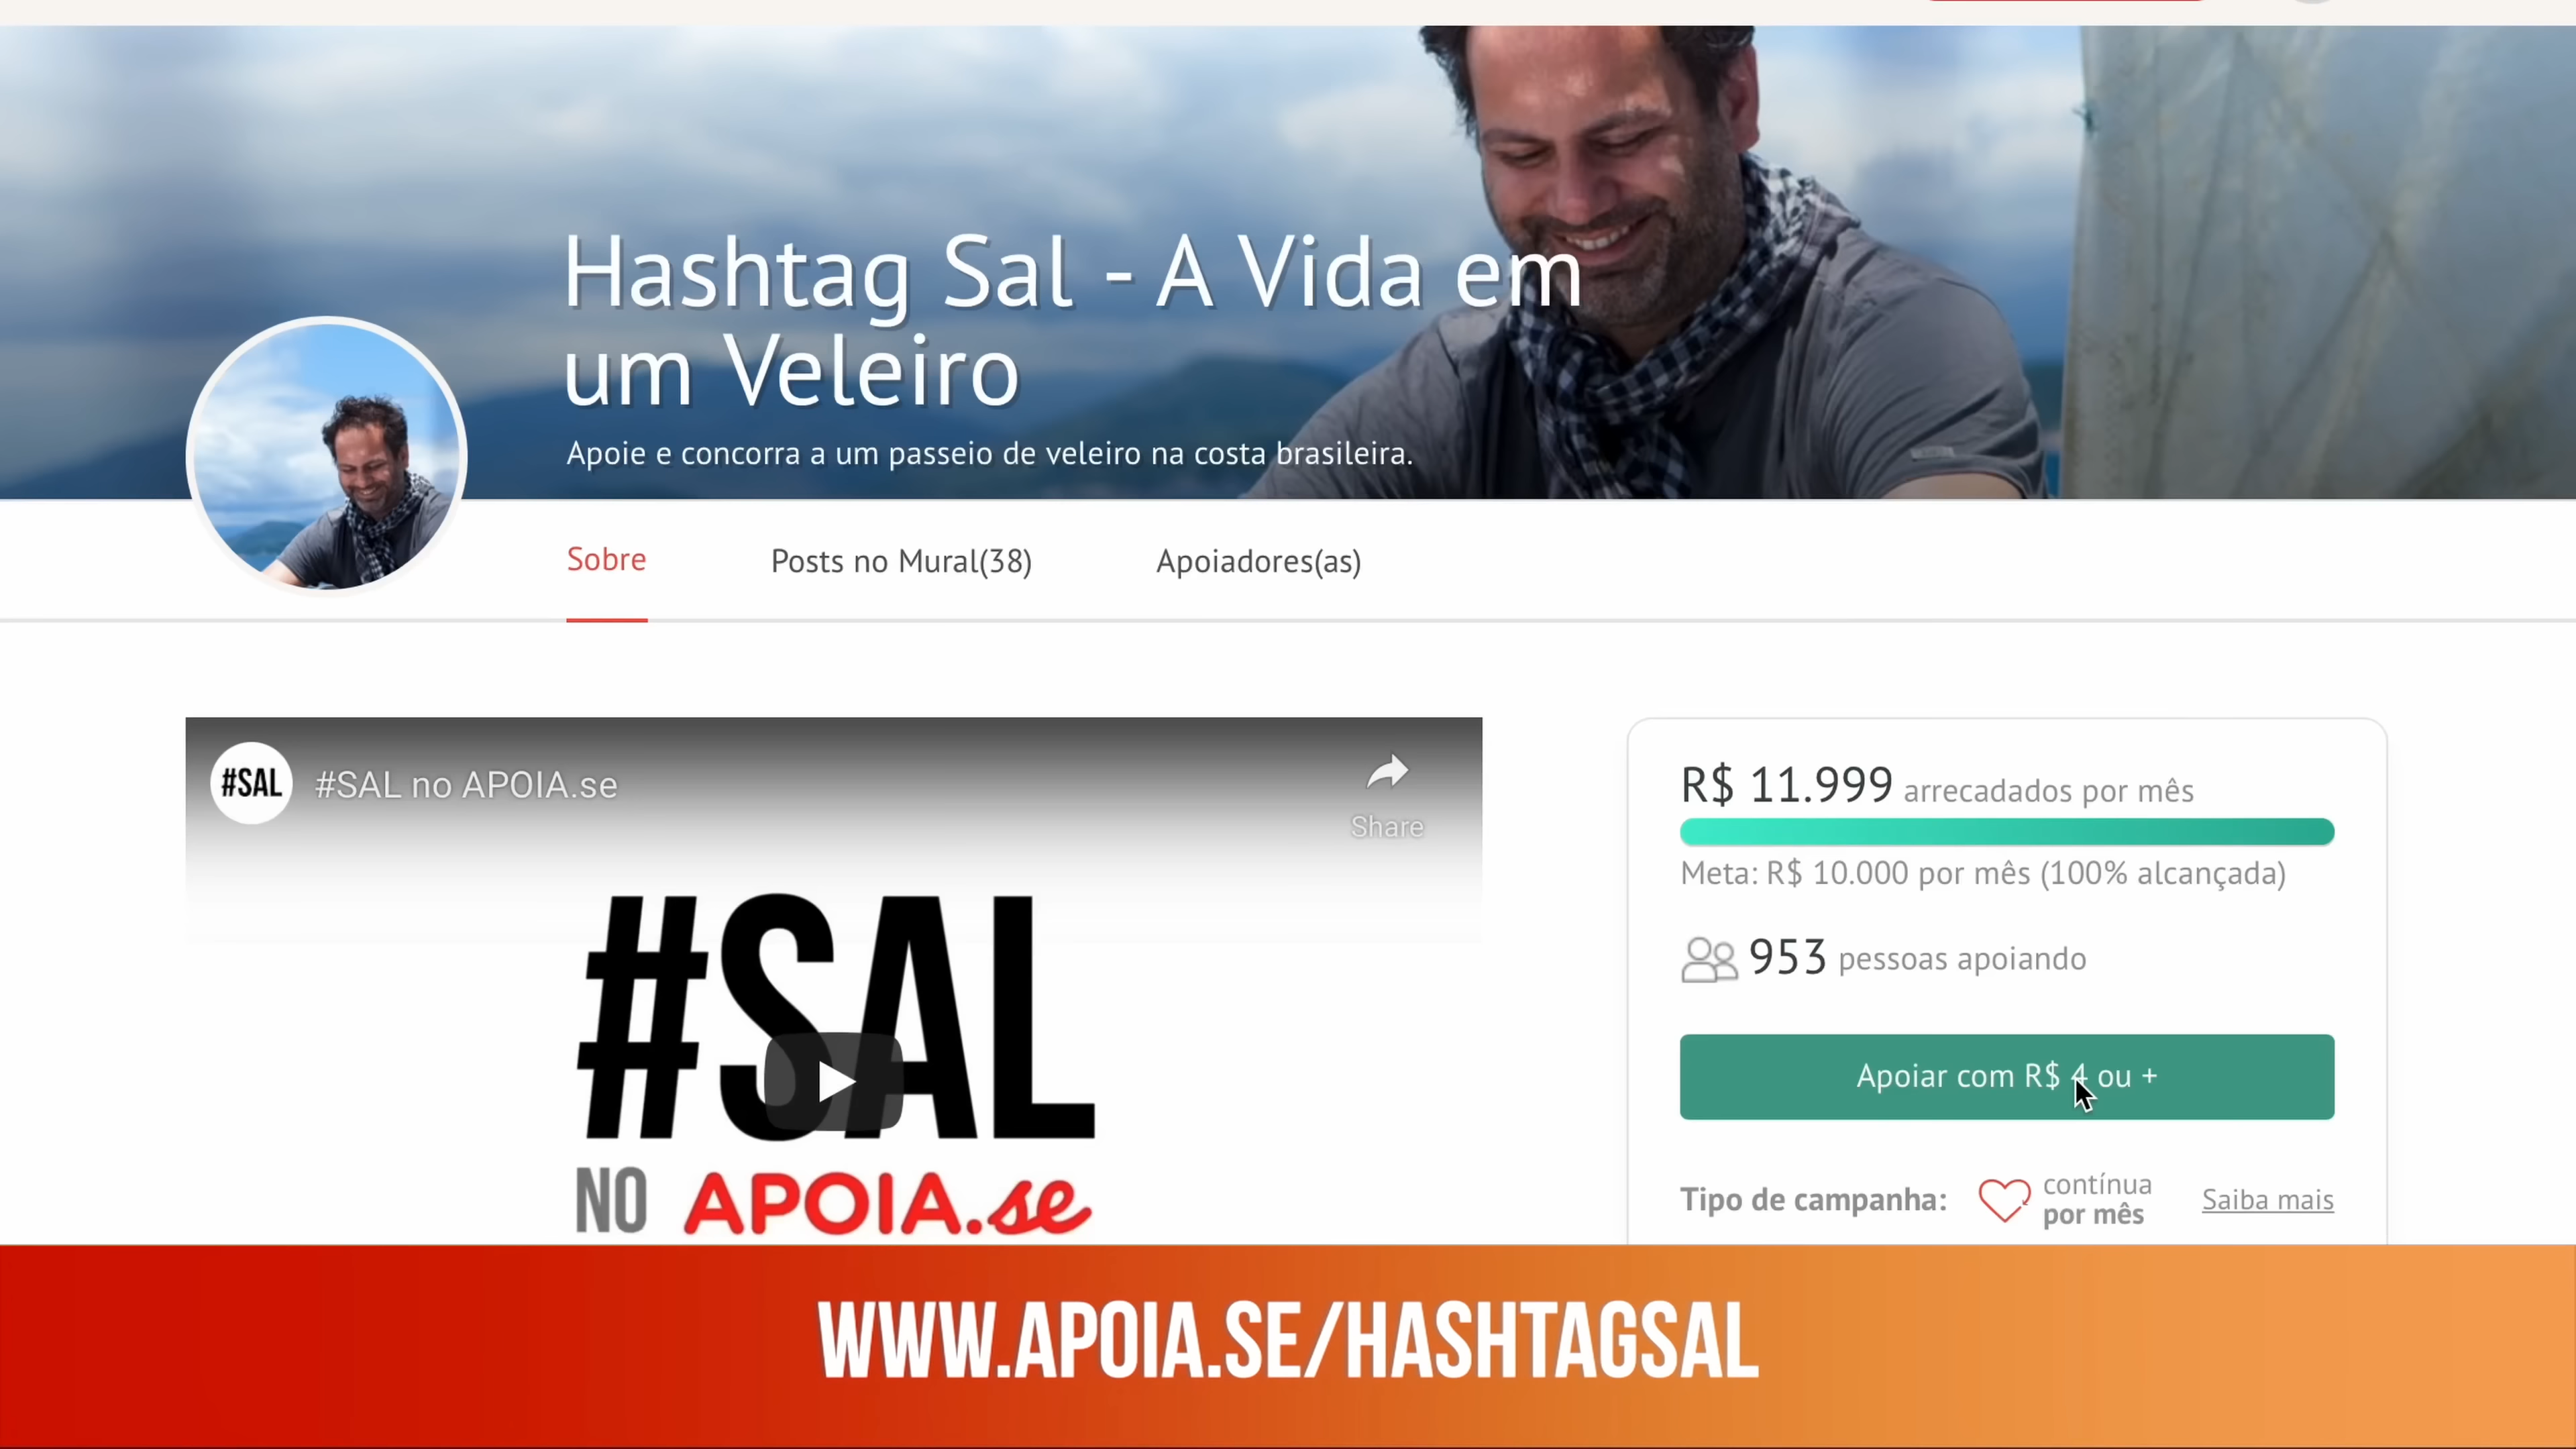 Hashtag Sal - A Vida em
um Veleiro
Apoie e concorra a um passeio de veleiro na costa brasileira.
Sobre
Posts no Mural(38)
Apoiadores(as)
#SAL
#SAL no APOIA.se
Share
#SAL
NO APOIA.se
R$ 11.999 arrecadados por mês
Meta: R$ 10.000 por mês (100% alcançada)
953 pessoas apoiando
Apoiar com R$ 4 ou +
Tipo de campanha:
contínua
por mês
Saiba mais
WWW.APOIA.SE/HASHTAGSAL